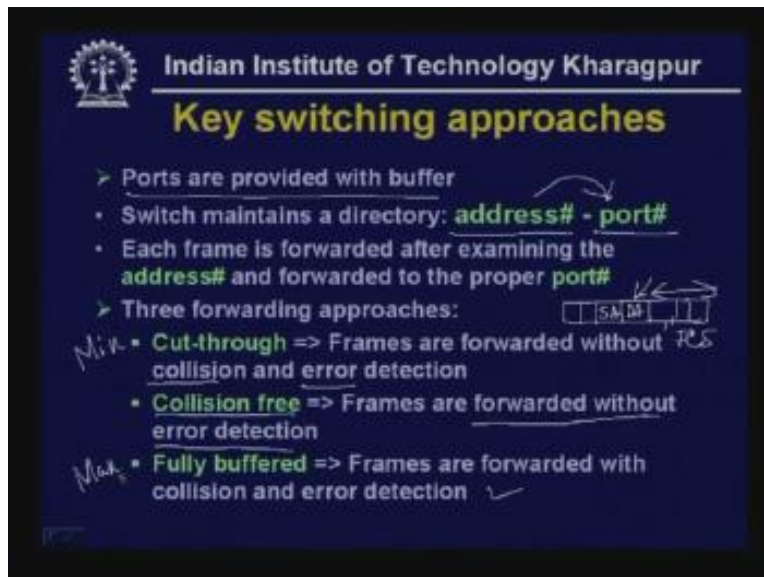 Indian Institute of Technology Kharagpur
Key switching approaches
➤ Ports are provided with buffer
• Switch maintains a directory: address# - port#
• Each frame is forwarded after examining the
address# and forwarded to the proper port#
➤ Three forwarding approaches:
SA DA
Min ▪ Cut-through => Frames are forwarded without FCS
collision and error detection
▪ Collision free => Frames are forwarded without
error detection
Max ▪ Fully buffered => Frames are forwarded with
collision and error detection